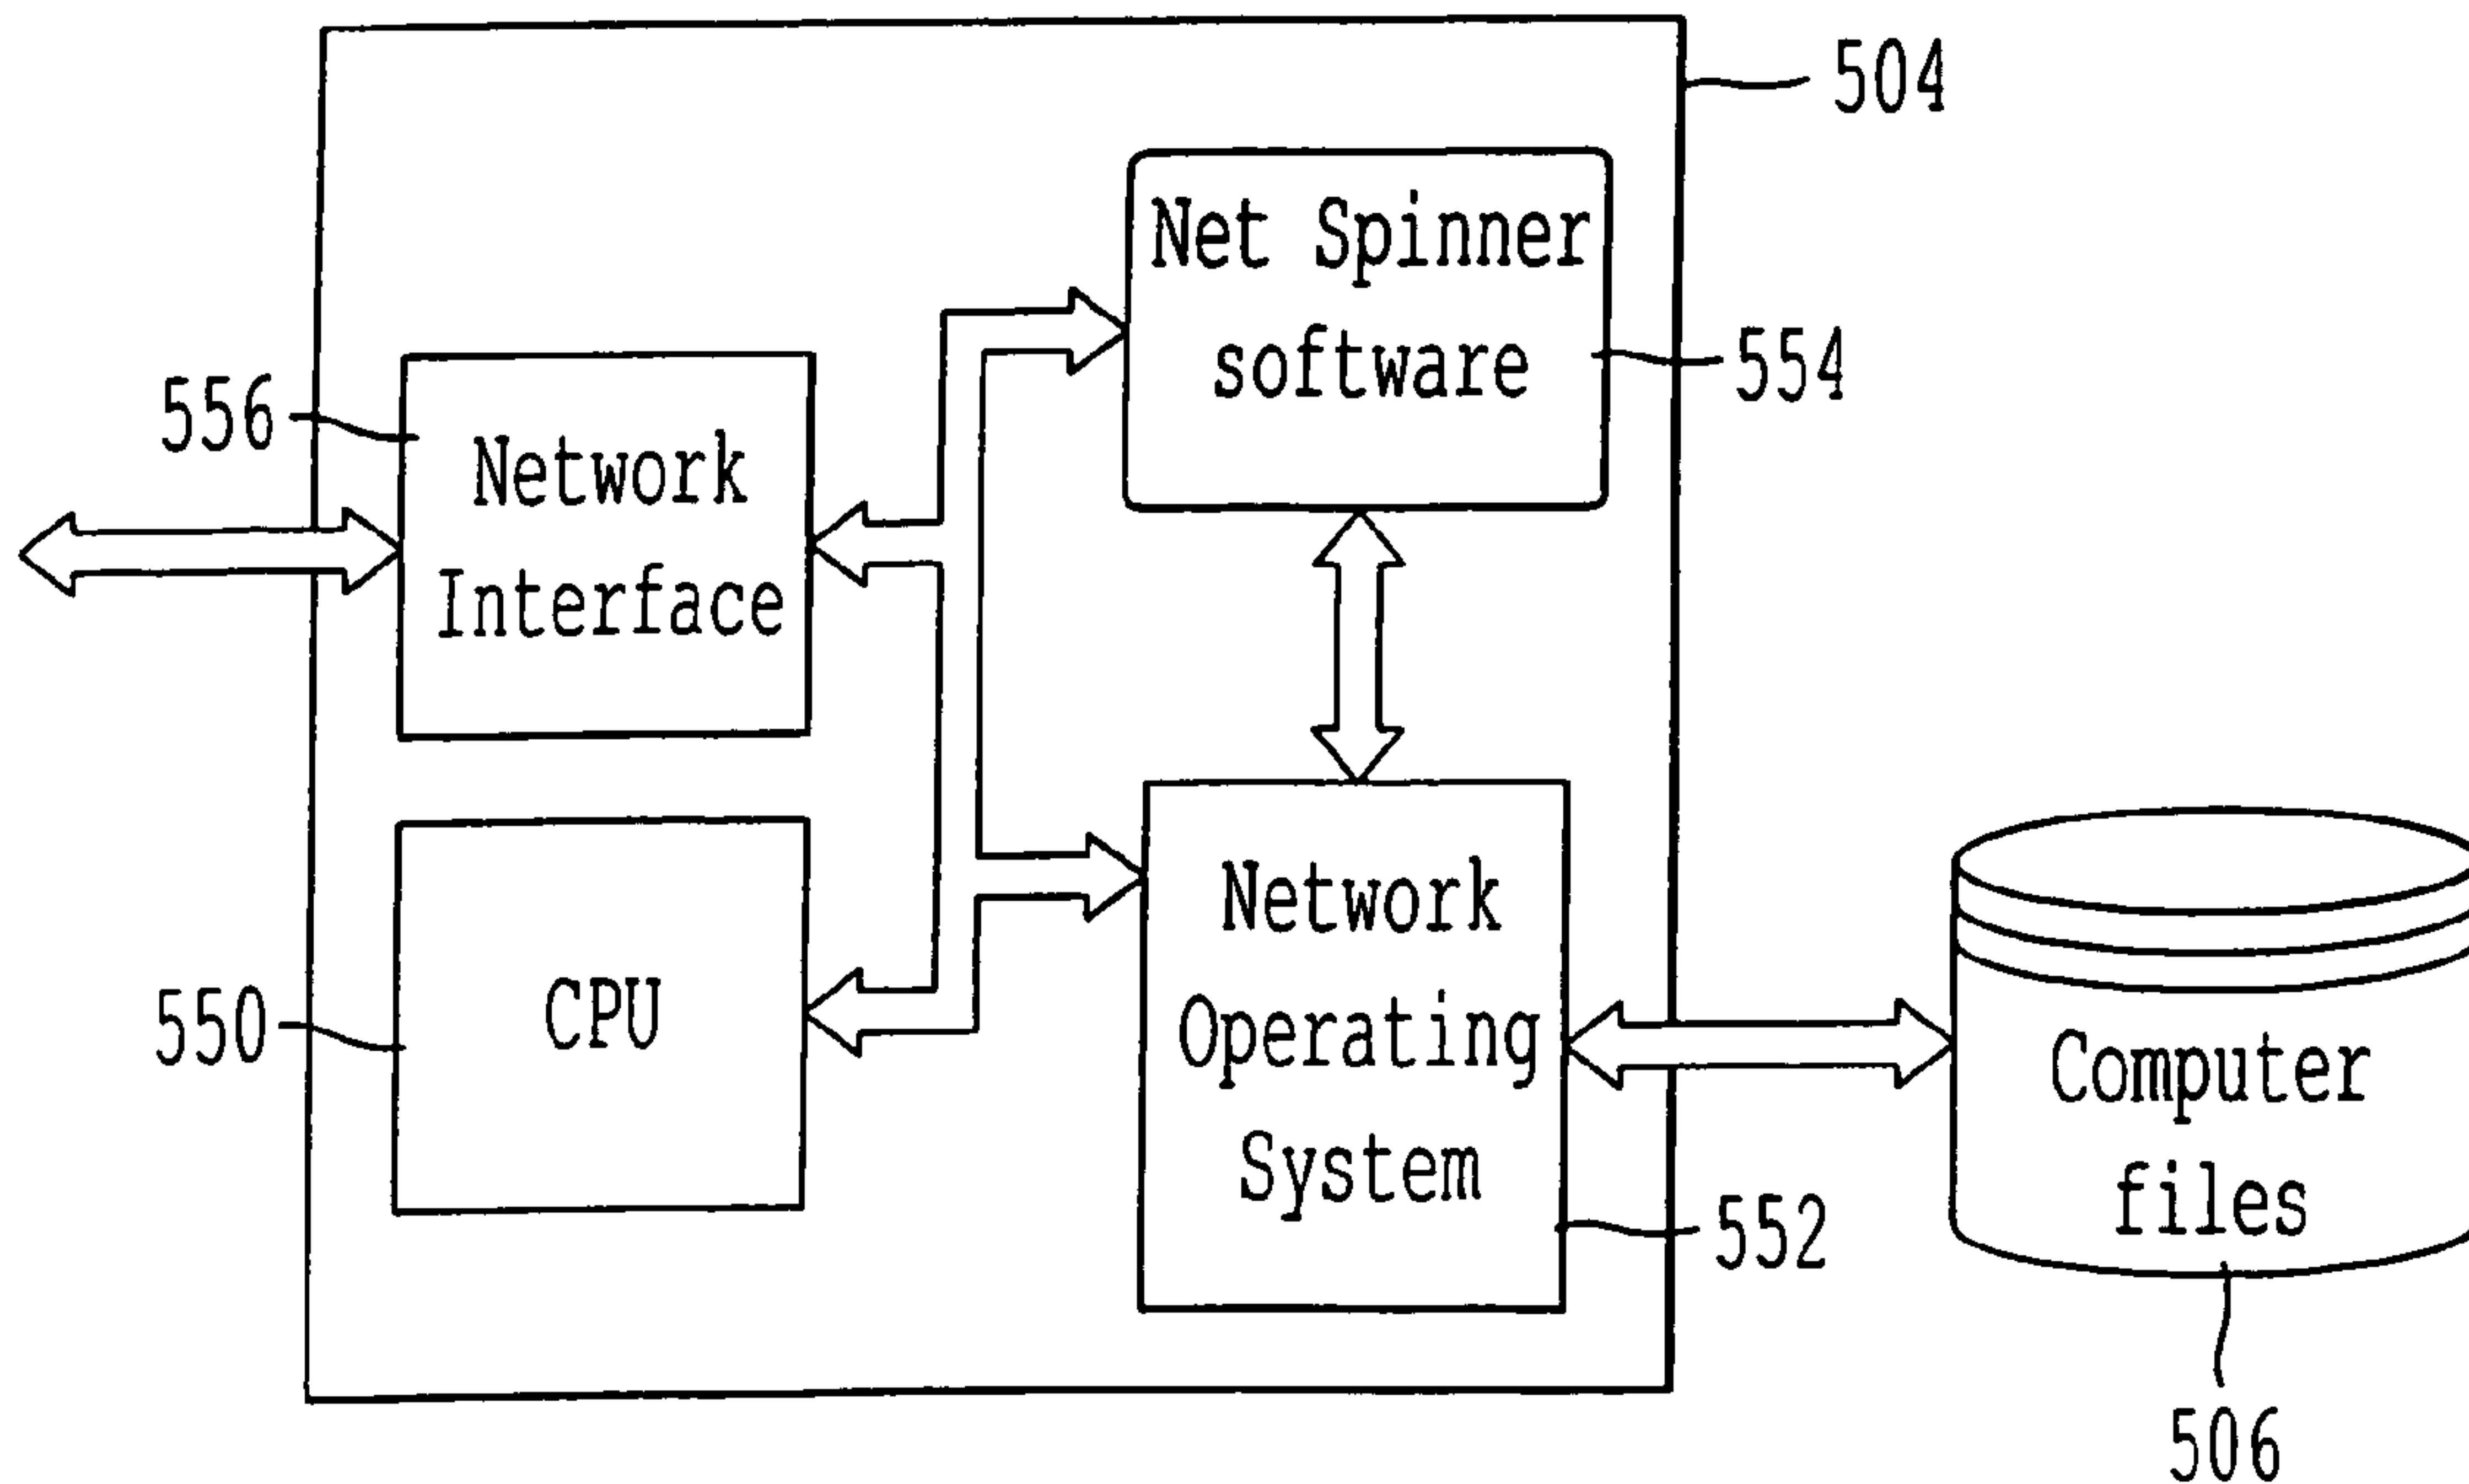 504
Net Spinner
software
554
556
Network
Interface
550
CPU
Network
Operating
System
552
Computer
files
506